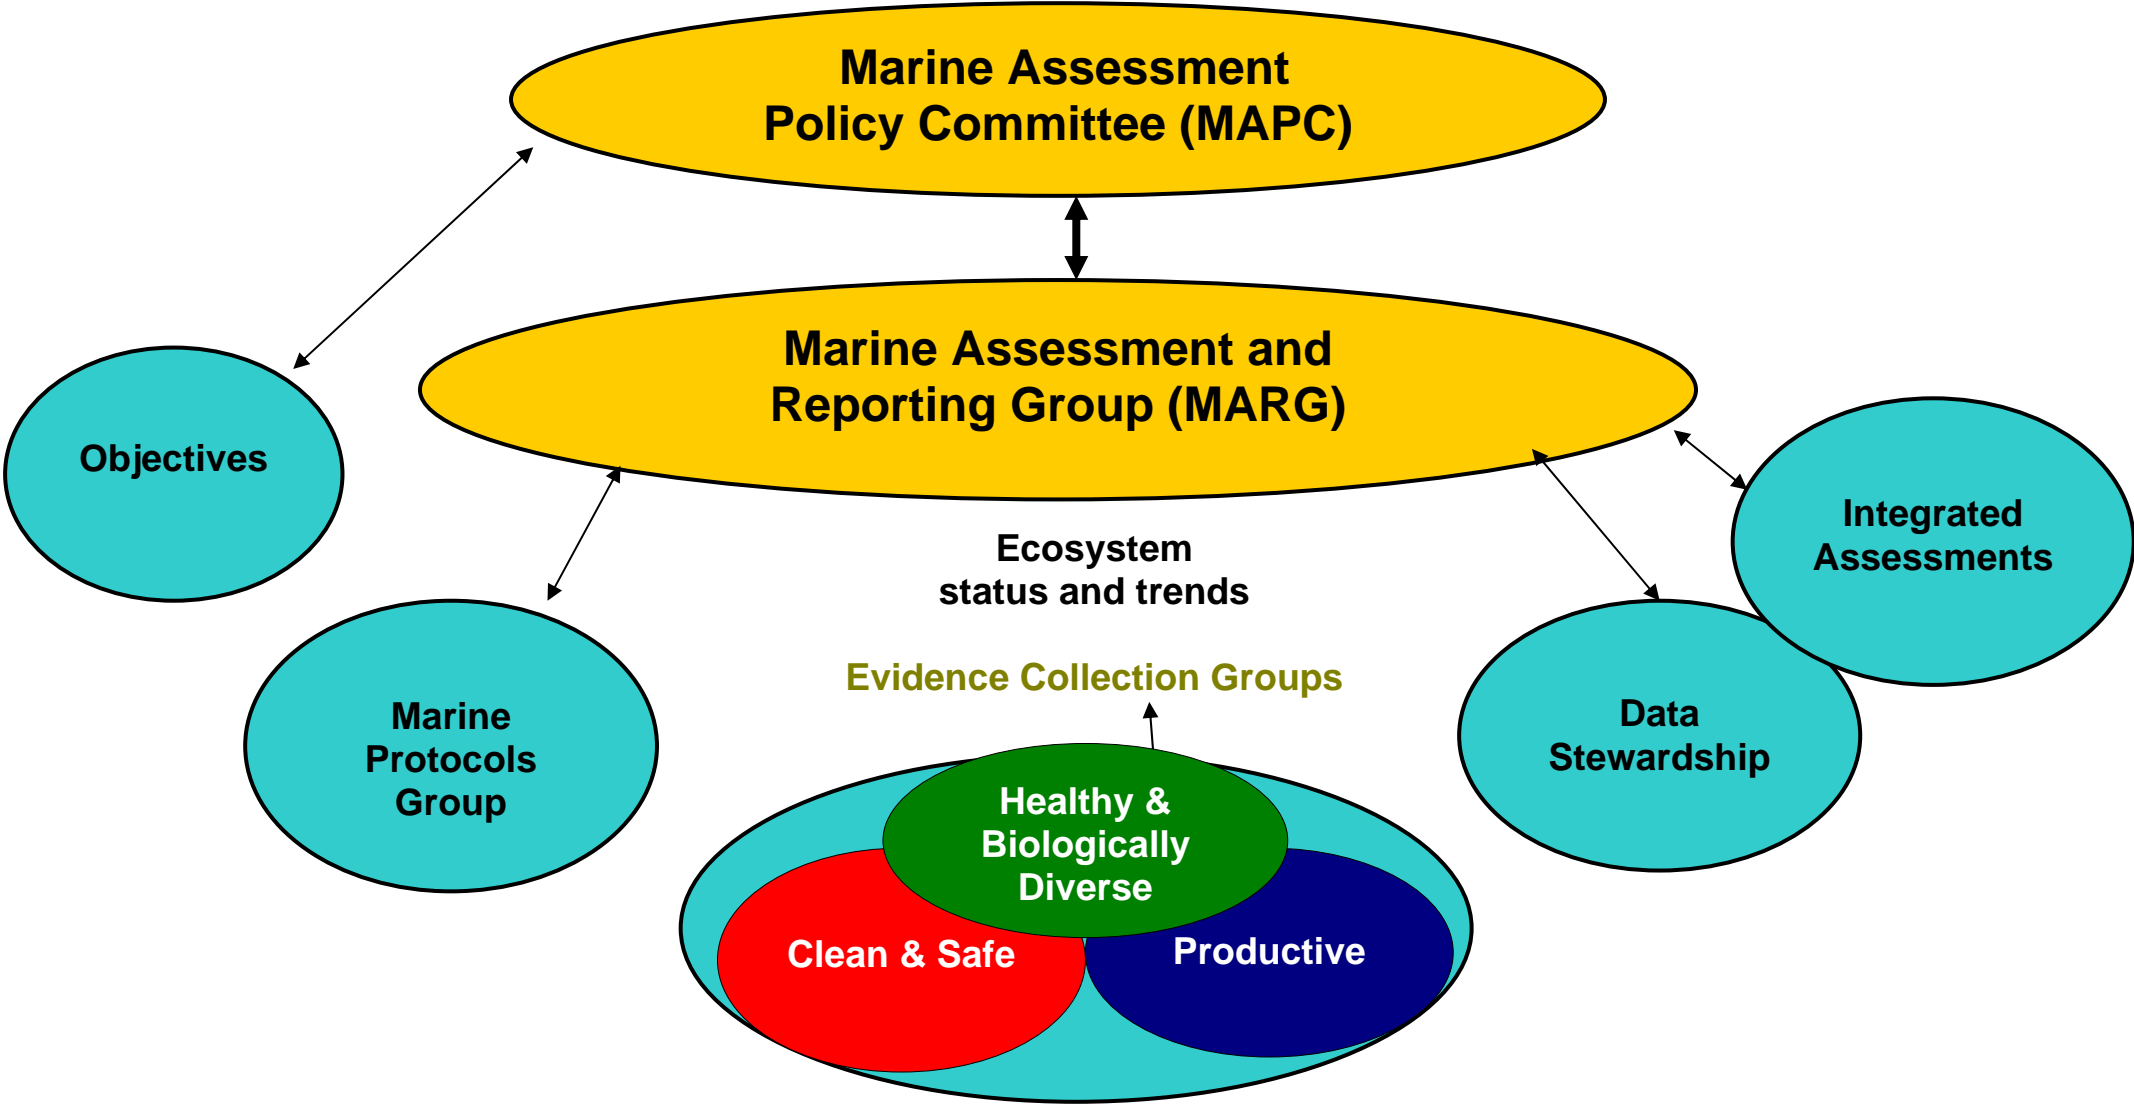 Marine Assessment
Policy Committee (MAPC)
Marine Assessment and
Reporting Group (MARG)
Objectives
Integrated
Assessments
Ecosystem
status and trends
Evidence Collection Groups
Marine
Protocols
Group
Data
Stewardship
Healthy &
Biologically
Diverse
Clean & Safe
Productive